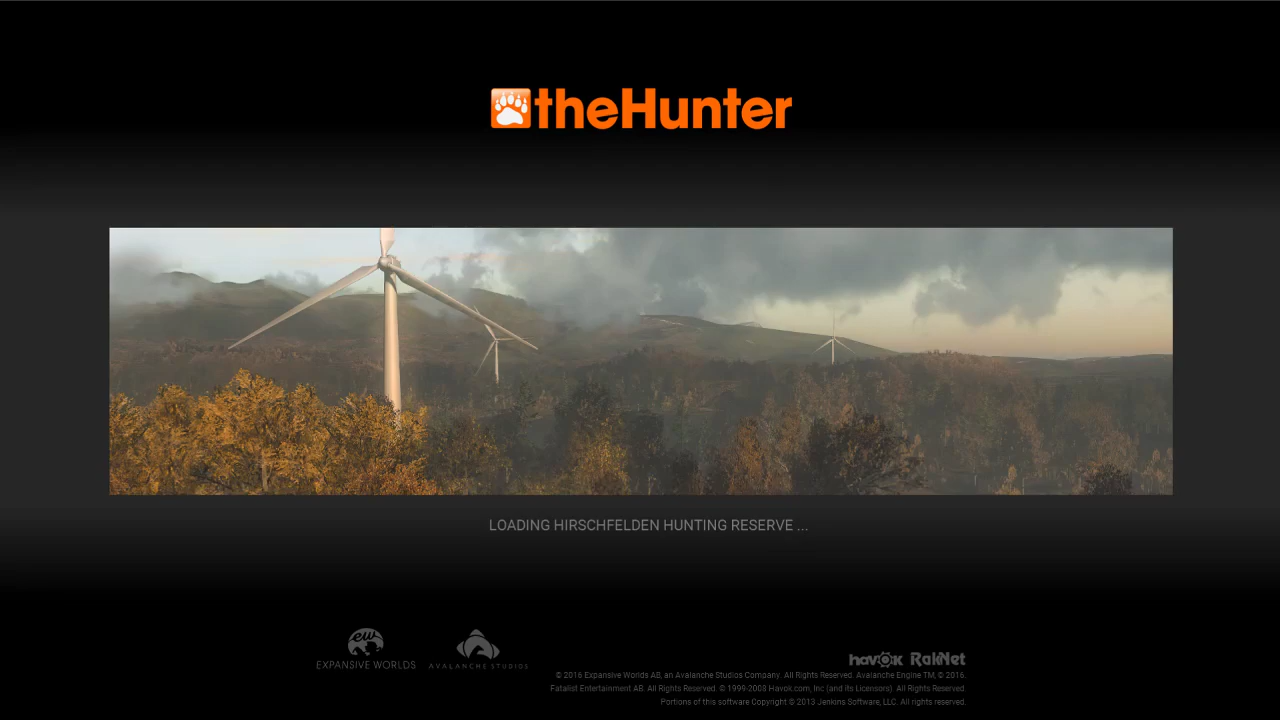 theHunter
LOADING HIRSCHFELDEN HUNTING RESERVE ...
ew
EXPANSIVE WORLDS
AVALANCHE STUDIOS
havok RakNet
© 2016 Expansive Worlds AB, an Avalanche Studios Company. All Rights Reserved. Avalanche Engine TM, © 2016.
Fatalist Entertainment AB. All Rights Reserved. © 1999-2008 Havok.com, Inc (and its Licensors). All Rights Reserved.
Portions of this software Copyright © 2013 Jenkins Software, LLC. All rights reserved.